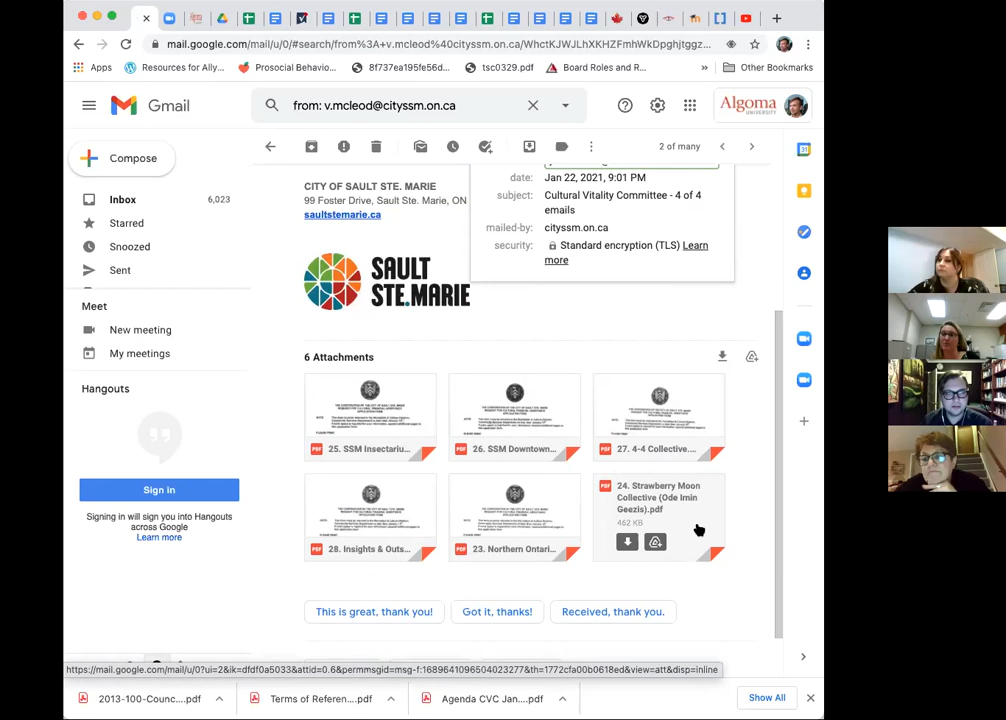 mail.google.com/mail/u/0/#search/from%3A+v.mcleod%40cityssm.on.ca/WhctKJWJLhXKHZFmhWkDpghjtggz...
Apps
Resources for Ally...
Prosocial Behavio...
8f737ea195fe56d...
tsc0329.pdf
Board Roles and R...
»
Other Bookmarks
Gmail
from: v.mcleod@cityssm.on.ca
Algoma
UNIVERSITY
Compose
2 of many
Inbox 6,023
Starred
Snoozed
Sent
Meet
New meeting
My meetings
Hangouts
Sign in
Signing in will sign you into Hangouts
across Google
Learn more
CITY OF SAULT STE. MARIE
99 Foster Drive, Sault Ste. Marie, ON
saultstemarie.ca
date: Jan 22, 2021, 9:01 PM
subject: Cultural Vitality Committee - 4 of 4
emails
mailed-by: cityssm.on.ca
security: Standard encryption (TLS) Learn
more
SAULT
STE.MARIE
6 Attachments
PDF 25. SSM Insectariu...
PDF 26. SSM Downtown...
PDF 27. 4-4 Collective,...
PDF 28. Insights & Outs...
PDF 23. Northern Ontari...
PDF 24. Strawberry Moon
Collective (Ode Imin
Geezis).pdf
462 KB
This is great, thank you!
Got it, thanks!
Received, thank you.
https://mail.google.com/mail/u/0?ui=2&ik=dfdf0a5033&attid=0.6&permmsgid=msg-f:1689641096504023277&th=1772cfa00b0618ed&view=att&disp=inline
2013-100-Counc....pdf
Terms of Referen....pdf
Agenda CVC Jan....pdf
Show All